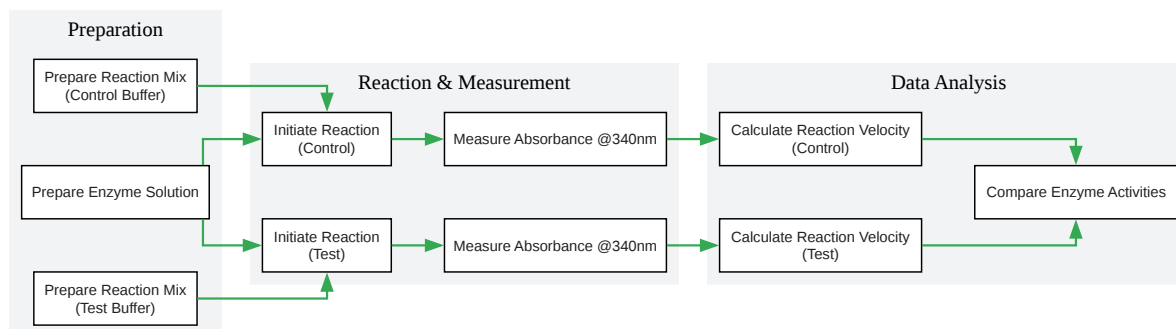 Preparation
Prepare Reaction Mix
(Control Buffer)
Prepare Enzyme Solution
Prepare Reaction Mix
(Test Buffer)
Reaction & Measurement
Initiate Reaction
(Control)
Measure Absorbance @340nm
Initiate Reaction
(Test)
Measure Absorbance @340nm
Data Analysis
Calculate Reaction Velocity
(Control)
Calculate Reaction Velocity
(Test)
Compare Enzyme Activities